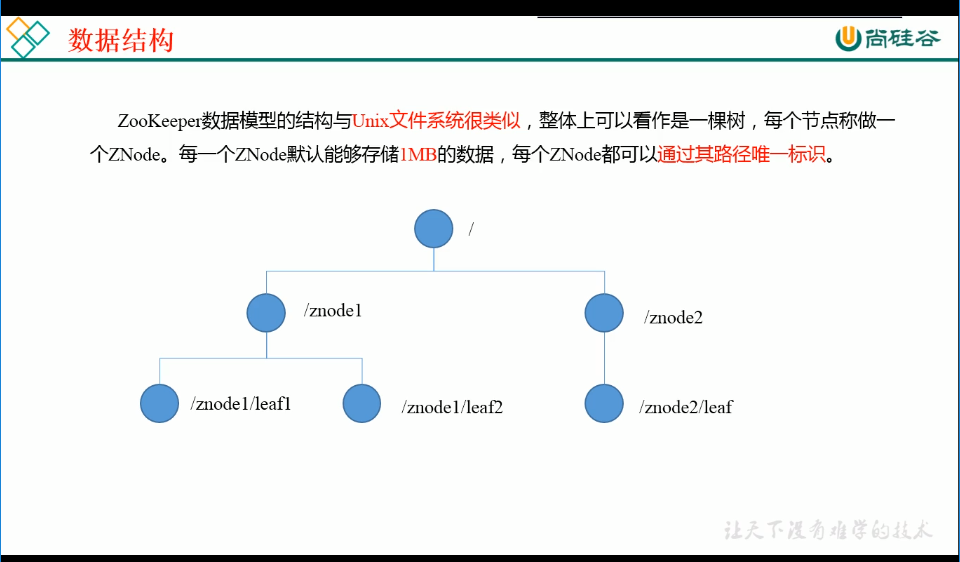 数据结构
尚硅谷
ZooKeeper数据模型的结构与Unix文件系统很类似，整体上可以看作是一棵树，每个节点称做一
个ZNode。每一个ZNode默认能够存储1MB的数据，每个ZNode都可以通过其路径唯一标识。
/
/znode1
/znode2
/znode1/leaf1
/znode1/leaf2
/znode2/leaf
让天下没有难学的技术